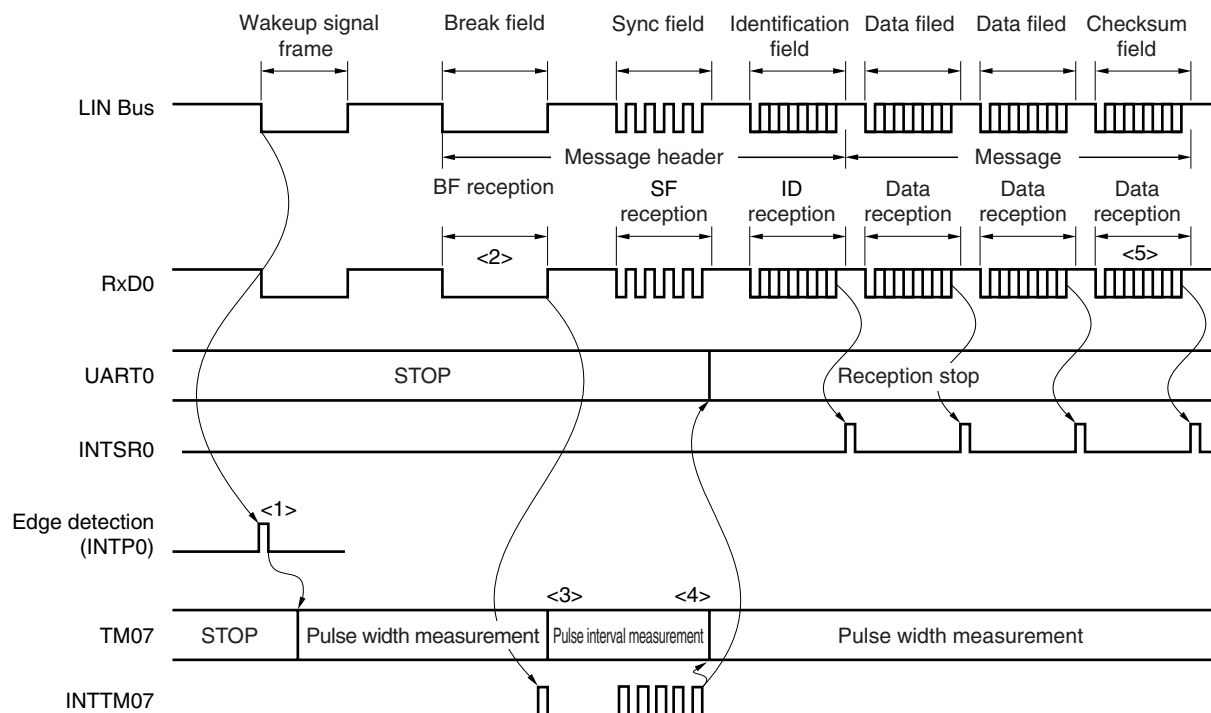 Wakeup signal frame
Break field
Sync field
Identification field
Data filed
Data filed
Checksum field
LIN Bus
Message header
Message
BF reception
SF reception
ID reception
Data reception
Data reception
Data reception
<2>
<5>
RxD0
UART0
STOP
Reception stop
INTSR0
<1>
Edge detection
(INTP0)
<3>
<4>
TM07
STOP
Pulse width measurement
Pulse interval measurement
Pulse width measurement
INTTM07